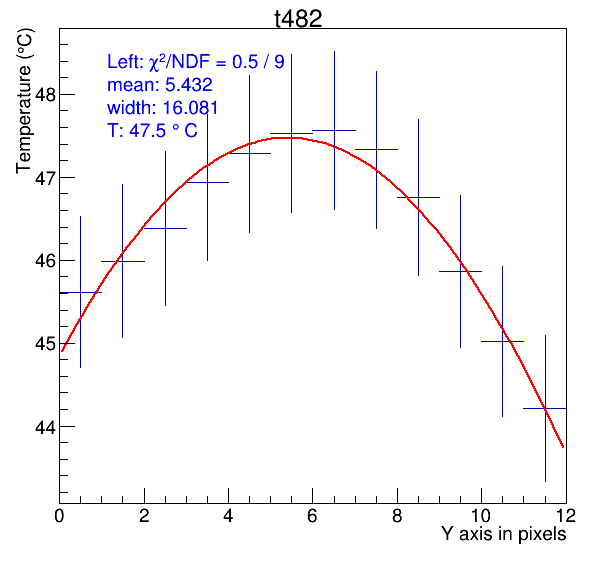 t482
Temperature (°C)
Left: χ²/NDF = 0.5 / 9
mean: 5.432
width: 16.081
T: 47.5 ° C
48
47
46
45
44
0 2 4 6 8 10 12
Y axis in pixels